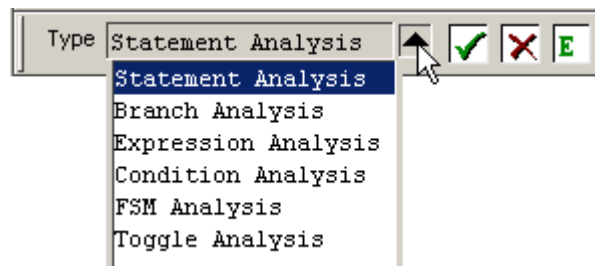 Type Statement Analysis E
Statement Analysis
Branch Analysis
Expression Analysis
Condition Analysis
FSM Analysis
Toggle Analysis